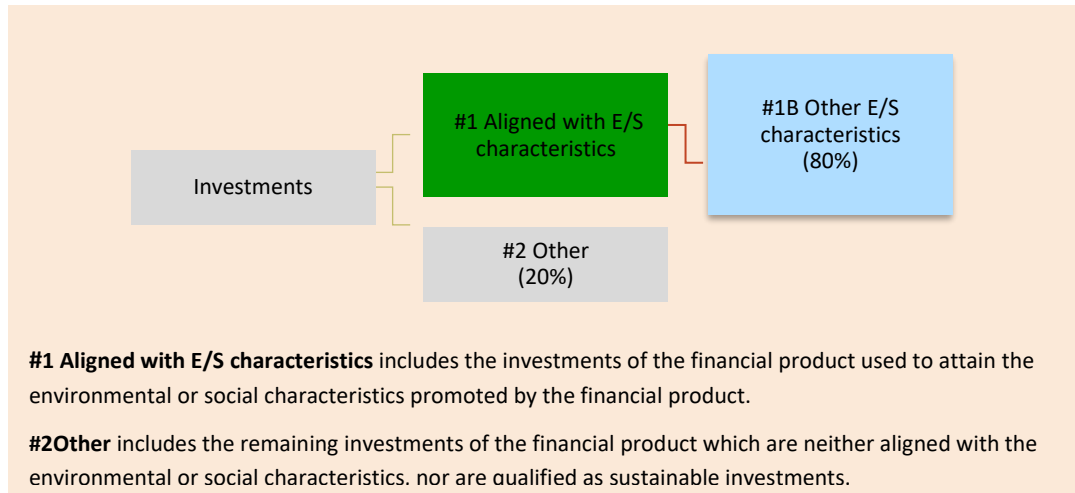 #1 Aligned with E/S
characteristics
#1B Other E/S
characteristics
(80%)
Investments
#2 Other
(20%)
#1 Aligned with E/S characteristics includes the investments of the financial product used to attain the
environmental or social characteristics promoted by the financial product.
#2Other includes the remaining investments of the financial product which are neither aligned with the
environmental or social characteristics, nor are qualified as sustainable investments.